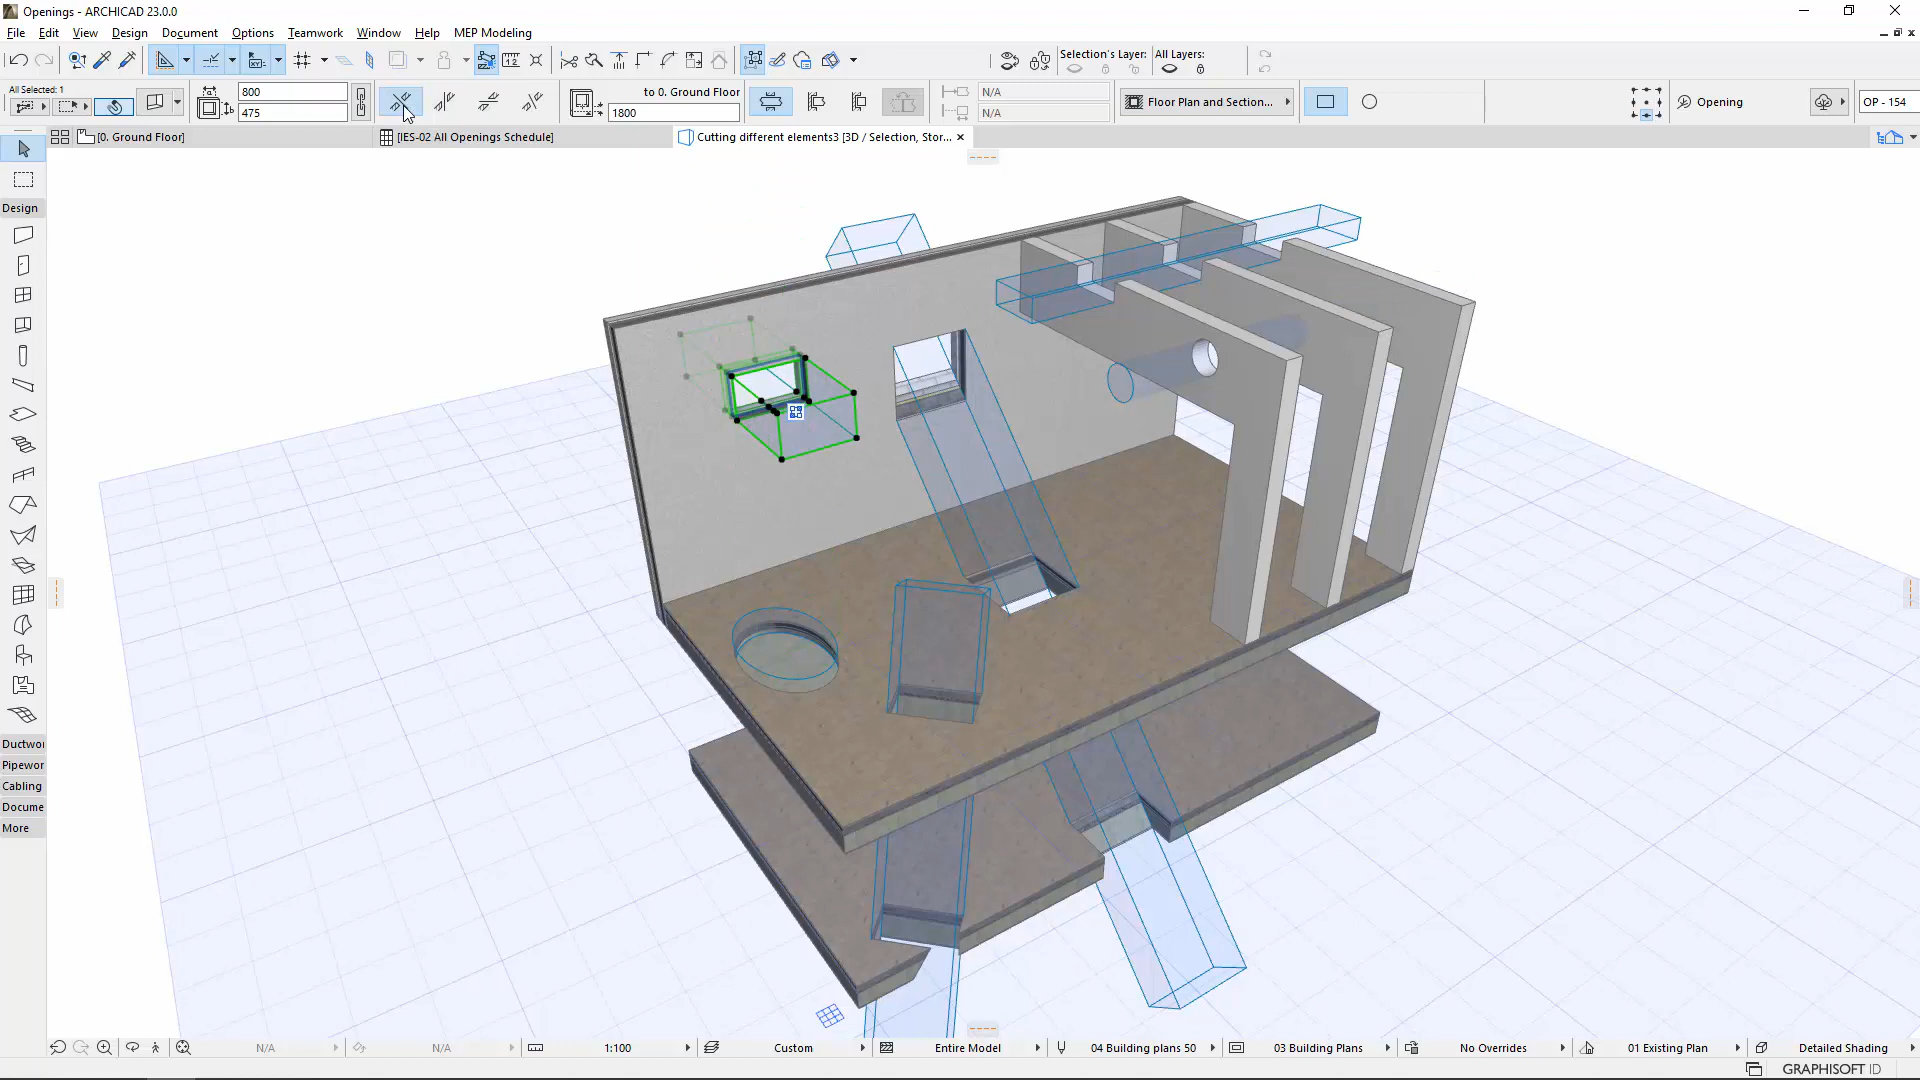 Openings - ARCHICAD 23.0.0
File Edit View Design Document Options Teamwork Window Help MEP Modeling
Selection's Layer: All Layers:
All Selected: 1
800
475
to 0. Ground Floor
1800
N/A
N/A
Floor Plan and Section...
Opening
OP - 154
[0. Ground Floor]
[IES-02 All Openings Schedule]
Cutting different elements3 [3D / Selection, Stor...
Design
Ductwo
Pipewor
Cabling
Docume
More
N/A
N/A
1:100
Custom
Entire Model
04 Building plans 50
03 Building Plans
No Overrides
01 Existing Plan
Detailed Shading
GRAPHISOFT ID